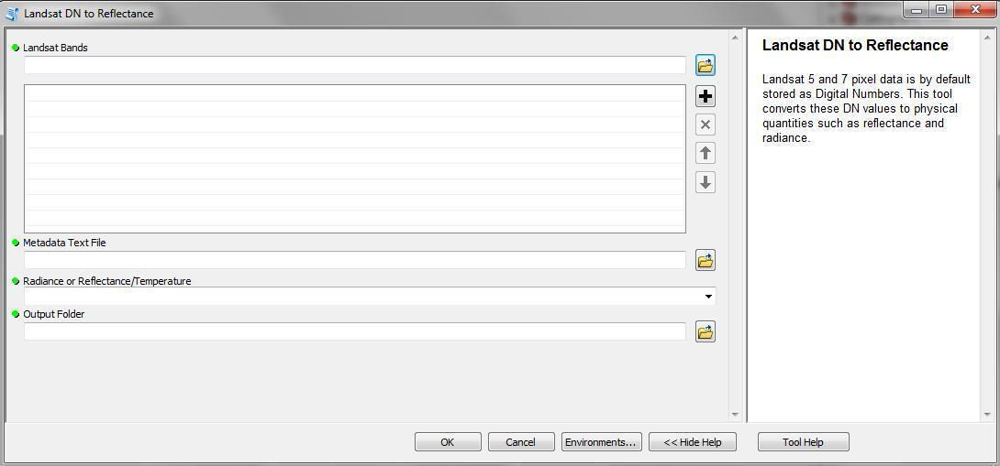 Landsat DN to Reflectance
Landsat Bands
Metadata Text File
Radiance or Reflectance/Temperature
Output Folder
Landsat DN to Reflectance
Landsat 5 and 7 pixel data is by default
stored as Digital Numbers. This tool
converts these DN values to physical
quantities such as reflectance and
radiance.
OK
Cancel
Environments...
<< Hide Help
Tool Help